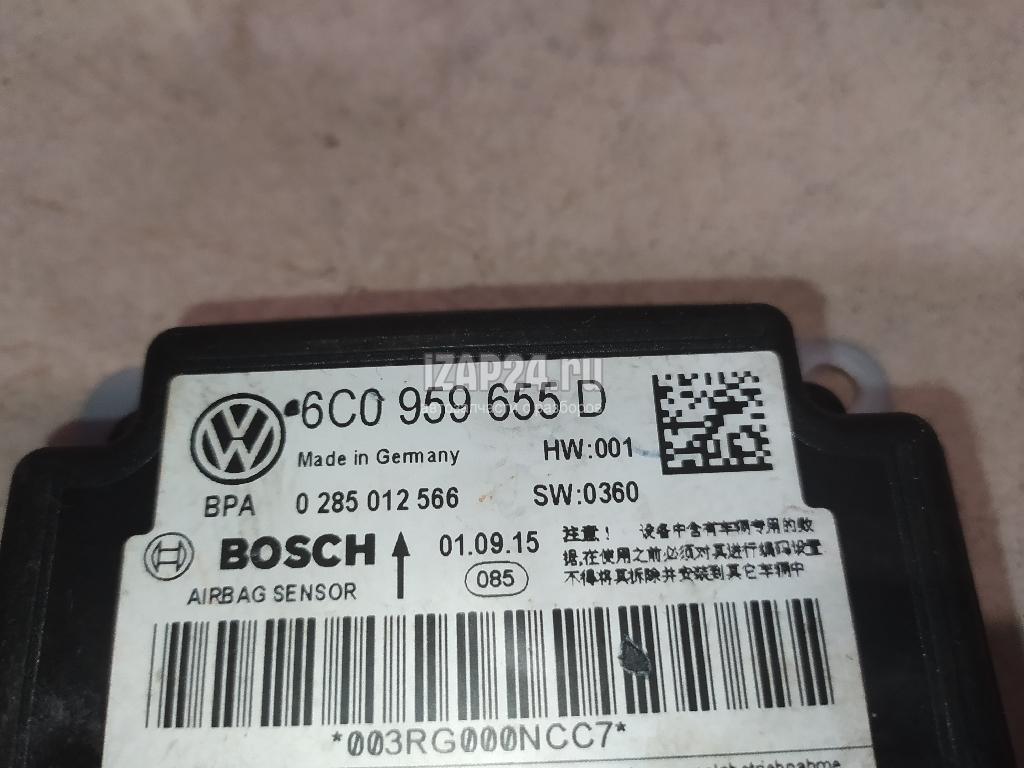 iZAP24.ru
автозапчасти с разборов
6C0 959 655 D
Made in Germany
HW:001
BPA
0 285 012 566
SW:0360
BOSCH
01.09.15
AIRBAG SENSOR
085
注意! 设备中含有车辆专用的数
据,在使用之前必须对其进行编码设置
不得将其拆除并安装到其它车辆中
*003RG000NCC7*